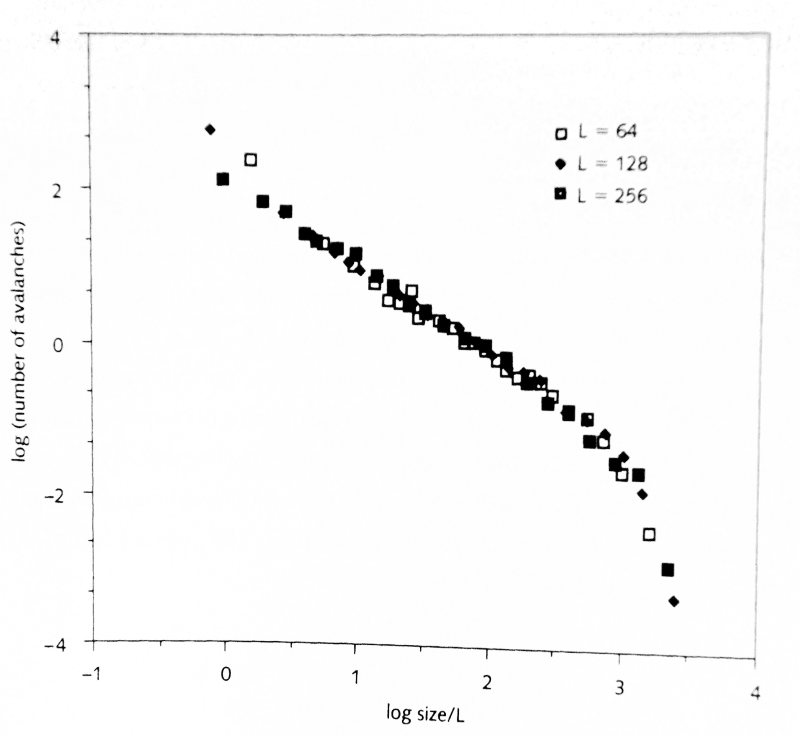 4
L = 64
L = 128
2
L = 256
log (number of avalanches)
0
−2
−4
−1
0
1
2
3
4
log size/L